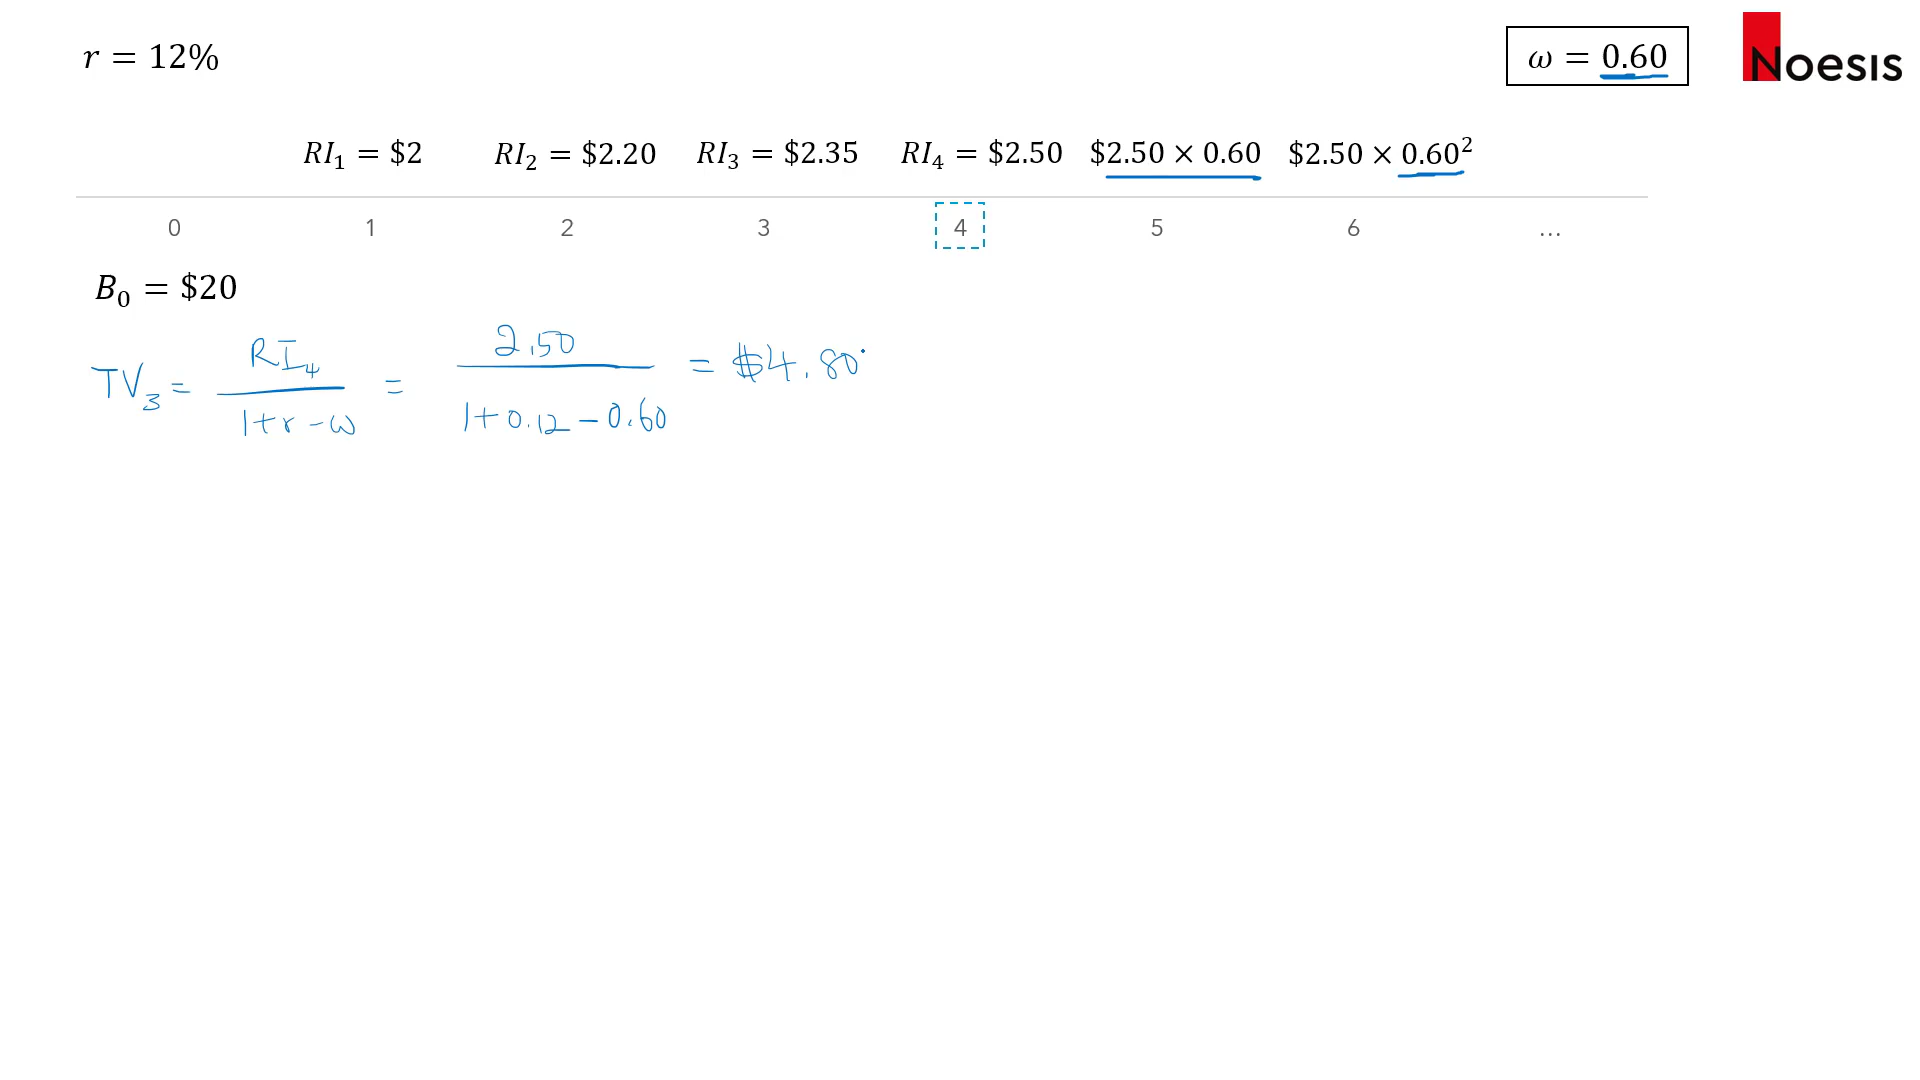 r = 12%
ω = 0.60
Noesis
RI₁ = $2 RI₂ = $2.20 RI₃ = $2.35 RI₄ = $2.50 $2.50 × 0.60 $2.50 × 0.60²
0 1 2 3 4 5 6 ...
B₀ = $20
TV₃ = RI₄ / 1+r-ω = 2.50 / 1+0.12-0.60 = $4.80